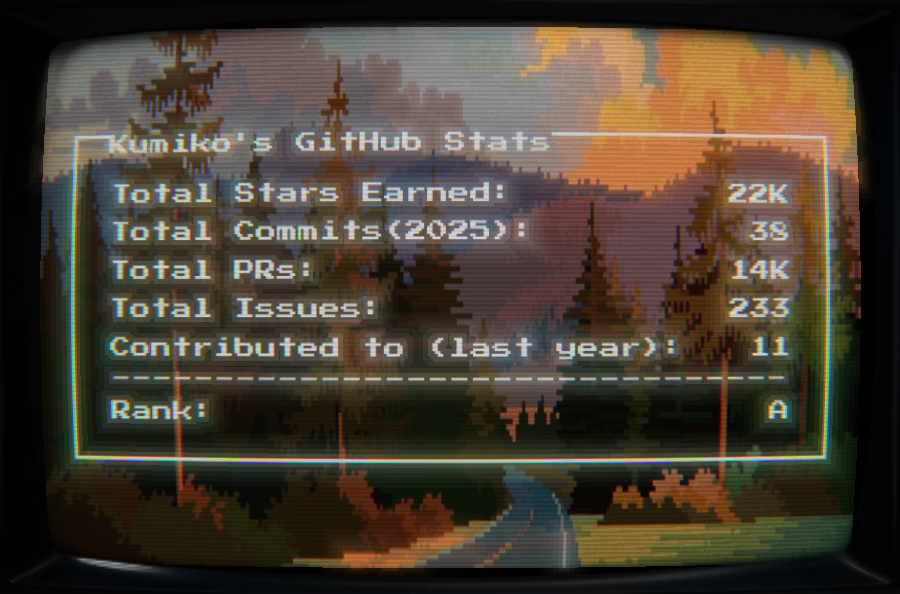 Kumiko's GitHub Stats
Total Stars Earned: 22K
Total Commits(2025): 38
Total PRs: 14K
Total Issues: 233
Contributed to (last year): 11
Rank: A